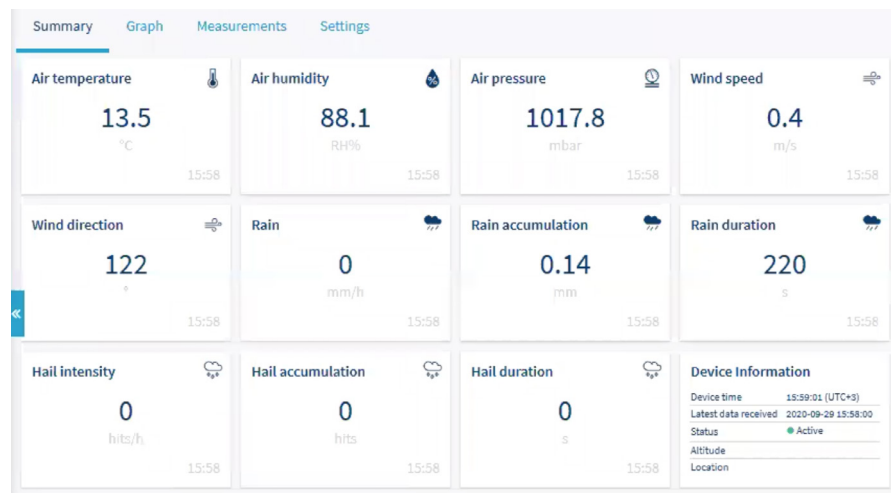 Summary Graph Measurements Settings
Air temperature
13.5
°C
15:58
Air humidity
88.1
RH%
15:58
Air pressure
1017.8
mbar
15:58
Wind speed
0.4
m/s
15:58
Wind direction
122
°
15:58
Rain
0
mm/h
15:58
Rain accumulation
0.14
mm
15:58
Rain duration
220
s
15:58
Hail intensity
0
hits/h
15:58
Hail accumulation
0
hits
15:58
Hail duration
0
s
15:58
Device Information
Device time 15:59:01 (UTC+3)
Latest data received 2020-09-29 15:58:00
Status Active
Altitude
Location